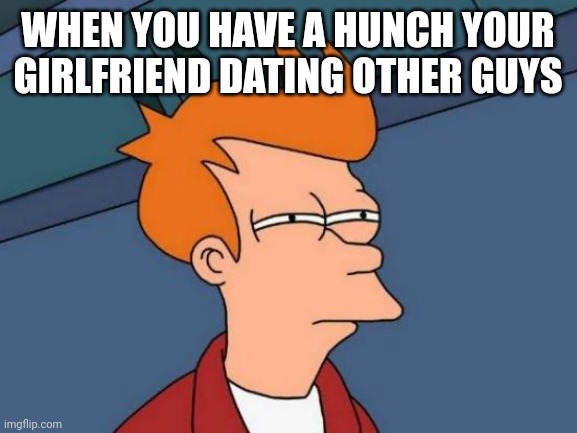 WHEN YOU HAVE A HUNCH YOUR
GIRLFRIEND DATING OTHER GUYS
imgflip.com